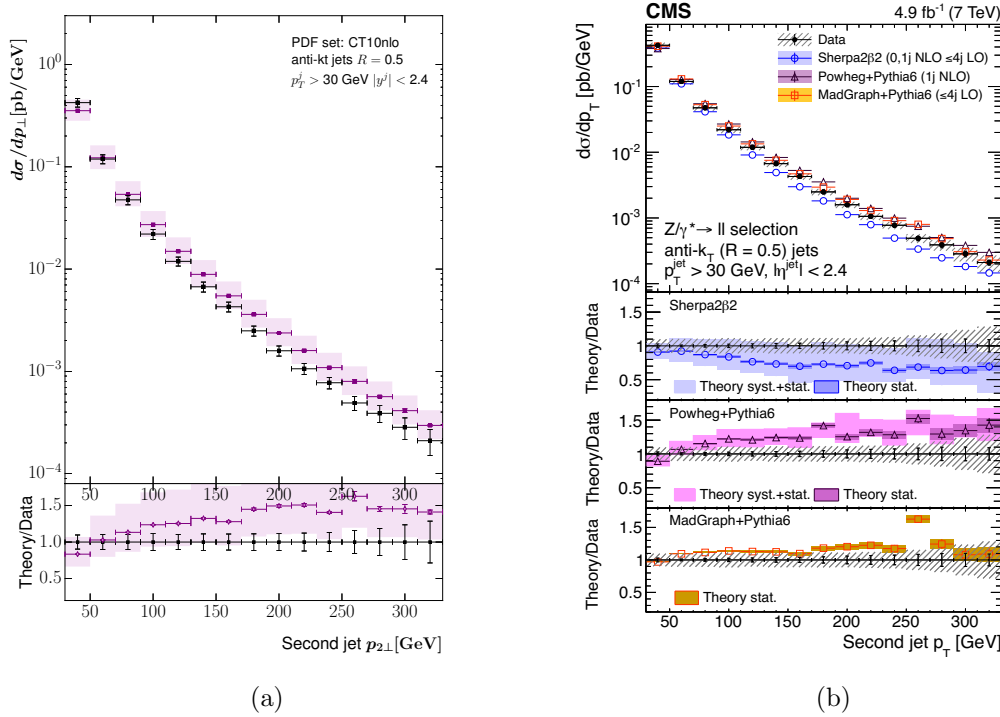 PDF set: CT10nlo
anti-kt jets R = 0.5
p_T^j > 30 GeV |y^j| < 2.4
dσ/dp⊥[pb/GeV]
10^0
10^−1
10^−2
10^−3
10^−4
50 100 150 200 250 300
Theory/Data
1.5
1.0
0.5
50 100 150 200 250 300
Second jet p2⊥[GeV]
(a)
CMS 4.9 fb^-1 (7 TeV)
dσ/dp_T [pb/GeV]
Data
Sherpa2β2 (0,1j NLO ≤4j LO)
Powheg+Pythia6 (1j NLO)
MadGraph+Pythia6 (≤4j LO)
10^-1
10^-2
10^-3
10^-4
Z/γ*→ ll selection
anti-k_T (R = 0.5) jets
p_T^jet > 30 GeV, |η^jet| < 2.4
Sherpa2β2
Theory/Data
1.5
1
0.5
Theory syst.+stat. Theory stat.
Powheg+Pythia6
Theory/Data
1.5
1
0.5
Theory syst.+stat. Theory stat.
MadGraph+Pythia6
Theory/Data
1.5
1
0.5
Theory stat.
50 100 150 200 250 300
Second jet p_T [GeV]
(b)